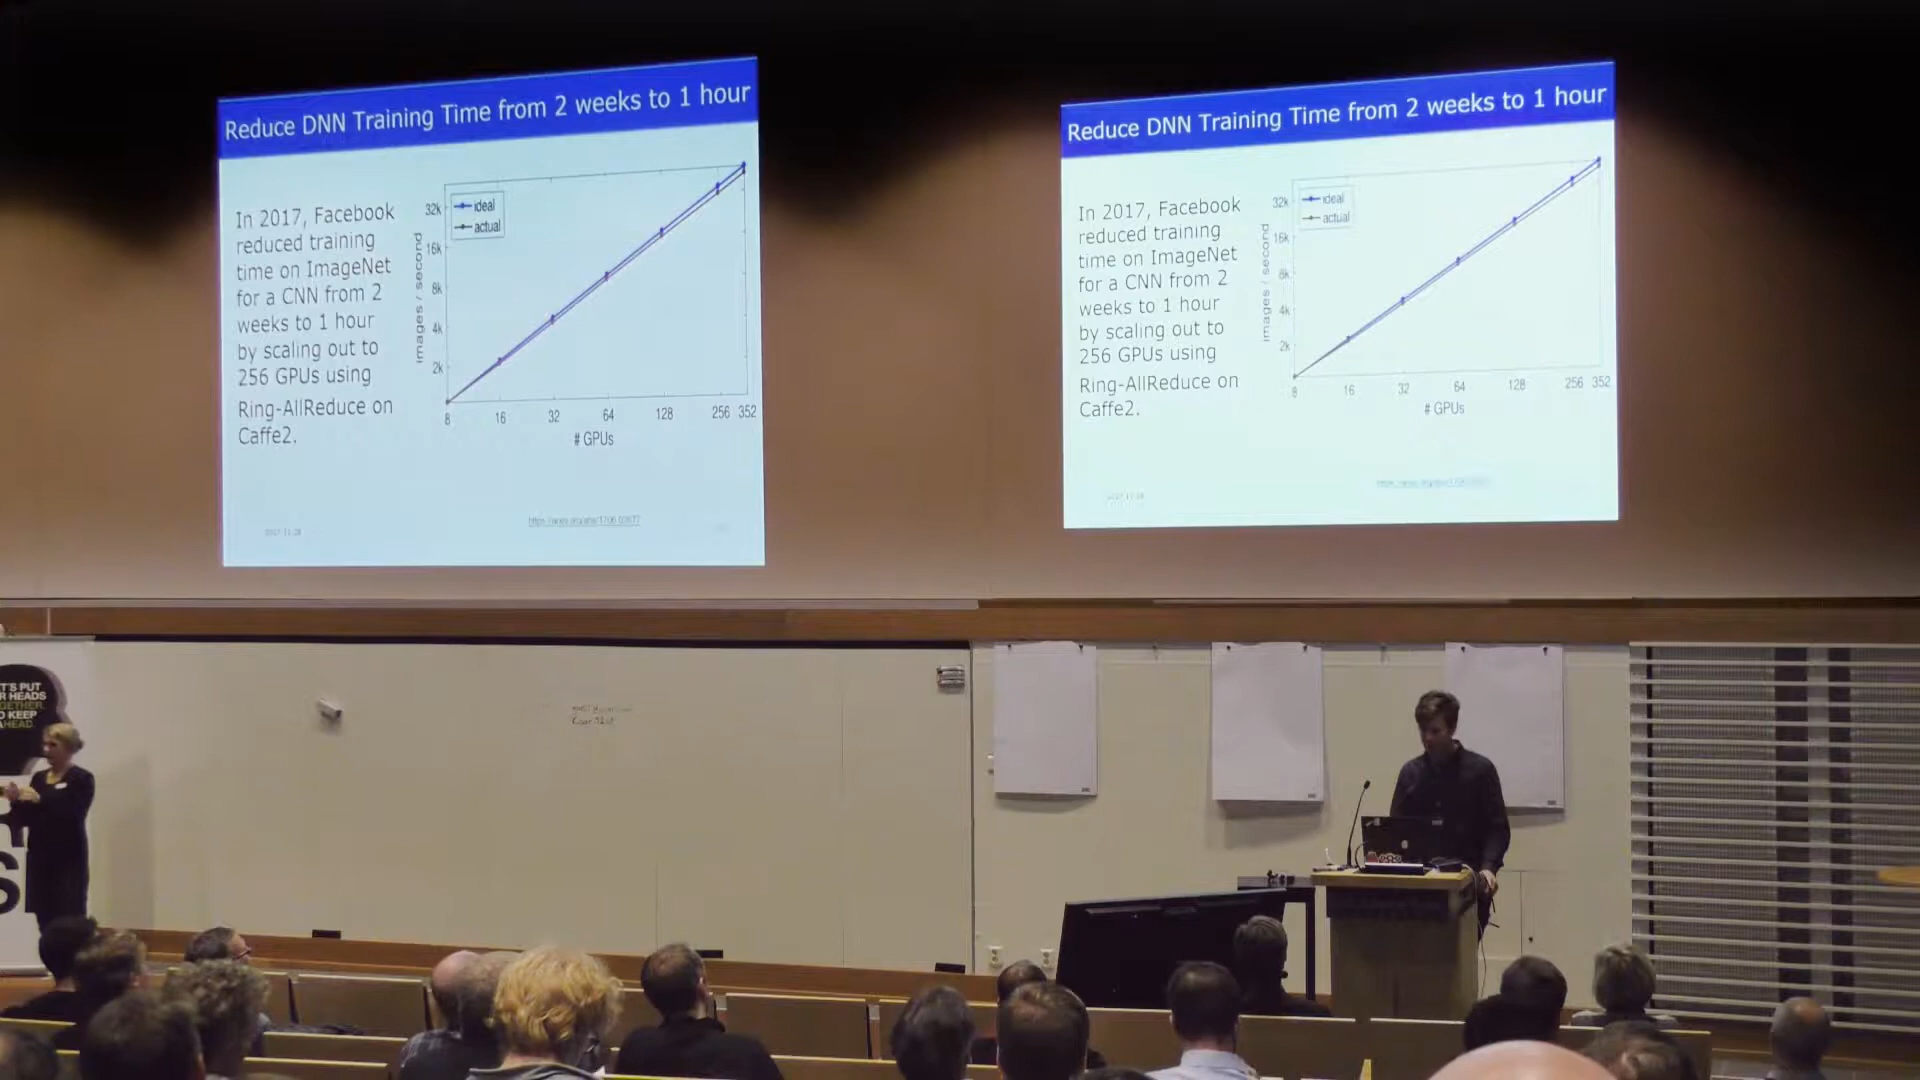 Reduce DNN Training Time from 2 weeks to 1 hour
In 2017, Facebook
reduced training
time on ImageNet
for a CNN from 2
weeks to 1 hour
by scaling out to
256 GPUs using
Ring-AllReduce on
Caffe2.
ideal
actual
images / second
32k
16k
8k
4k
2k
8 16 32 64 128 256 352
# GPUs
Reduce DNN Training Time from 2 weeks to 1 hour
In 2017, Facebook
reduced training
time on ImageNet
for a CNN from 2
weeks to 1 hour
by scaling out to
256 GPUs using
Ring-AllReduce on
Caffe2.
ideal
actual
images / second
32k
16k
8k
4k
2k
8 16 32 64 128 256 352
# GPUs
T'S PUT
R HEADS
GETHER.
O KEEP
AHEAD